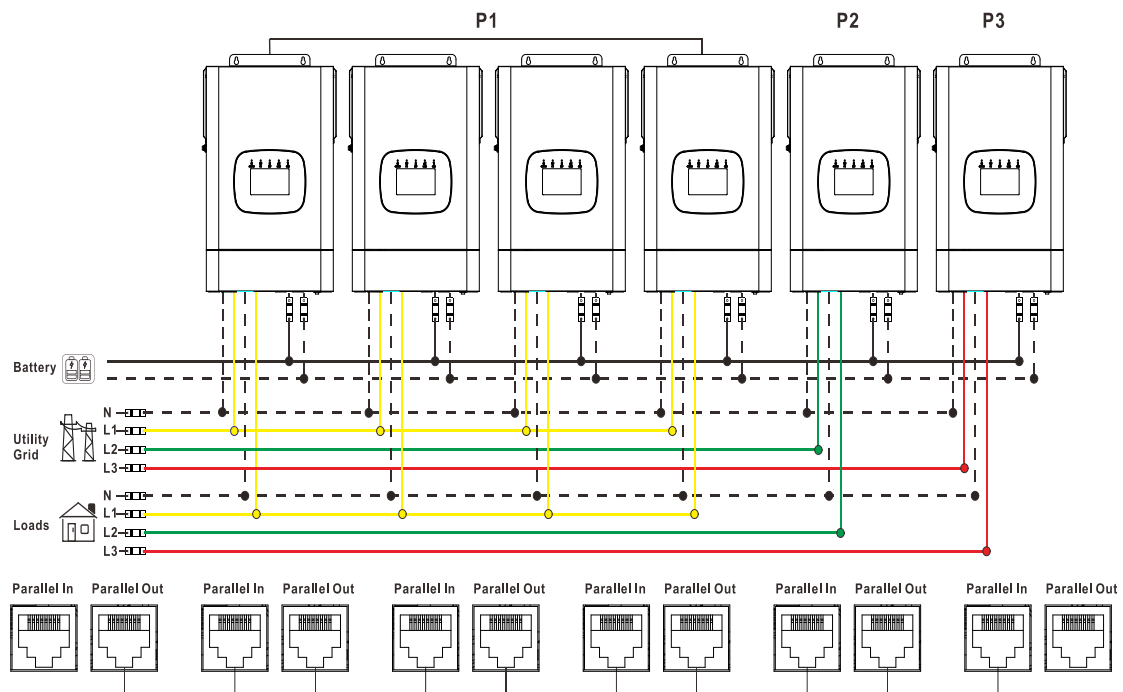 P1 P2 P3
Battery
N
L1
Utility
Grid
L2
L3
N
L1
Loads
L2
L3
Parallel In Parallel Out Parallel In Parallel Out Parallel In Parallel Out Parallel In Parallel Out Parallel In Parallel Out Parallel In Parallel Out